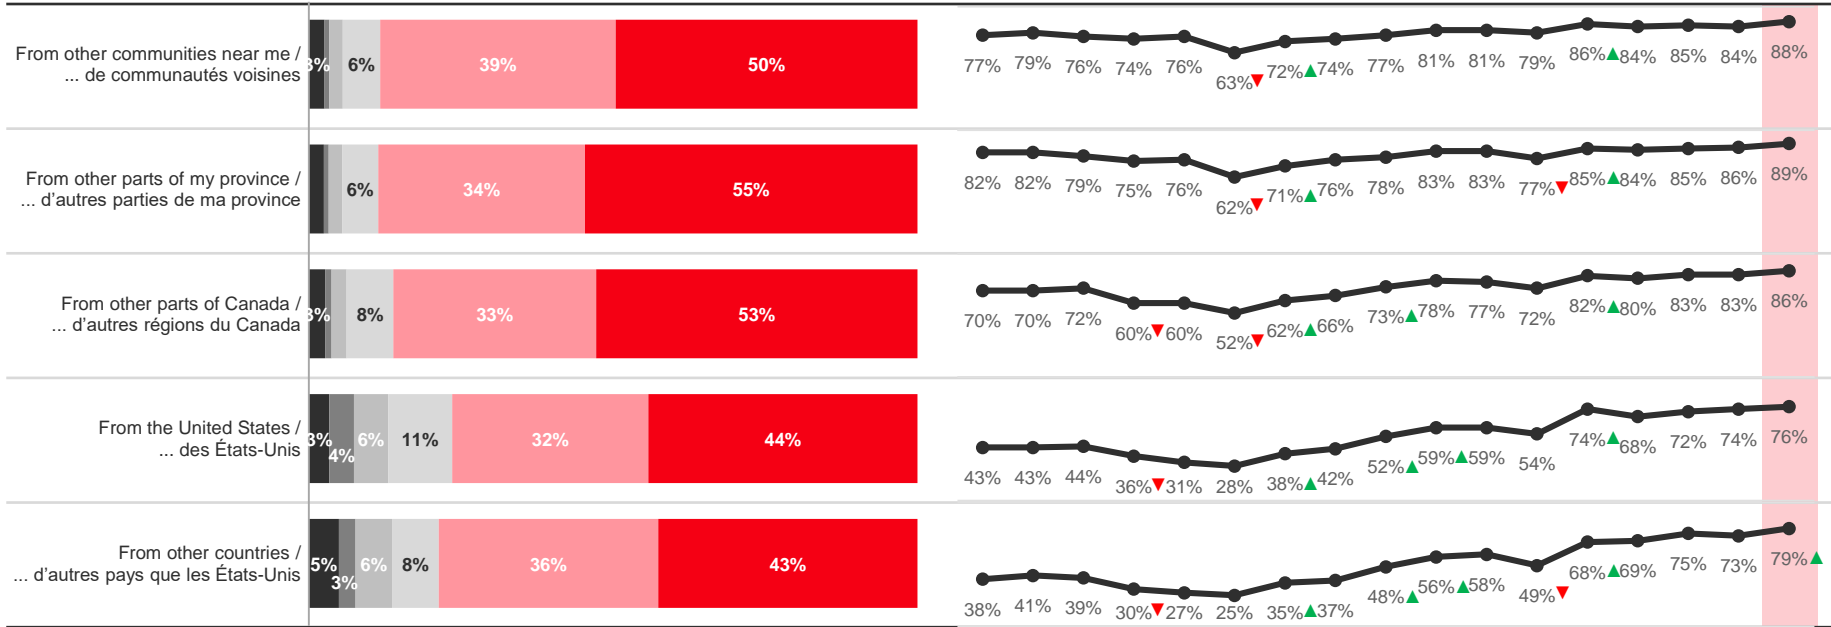 From other communities near me /
... de communautés voisines
3% 6% 39% 50%
77% 79% 76% 74% 76% 63%▼ 72%▲ 74% 77% 81% 81% 79% 86%▲ 84% 85% 84% 88%
From other parts of my province /
... d'autres parties de ma province
6% 34% 55%
82% 82% 79% 75% 76% 62%▼ 71%▲ 76% 78% 83% 83% 77%▼ 85%▲ 84% 85% 86% 89%
From other parts of Canada /
... d'autres régions du Canada
3% 8% 33% 53%
70% 70% 72% 60%▼ 60% 52%▼ 62%▲ 66% 73%▲ 78% 77% 72% 82%▲ 80% 83% 83% 86%
From the United States /
... des États-Unis
3% 4% 6% 11% 32% 44%
43% 43% 44% 36%▼ 31% 28% 38%▲ 42% 52%▲ 59%▲ 59% 54% 74%▲ 68% 72% 74% 76%
From other countries /
... d'autres pays que les États-Unis
5% 3% 6% 8% 36% 43%
38% 41% 39% 30%▼ 27% 25% 35%▲ 37% 48%▲ 56%▲ 58% 49%▼ 68%▲ 69% 75% 73% 79%▲